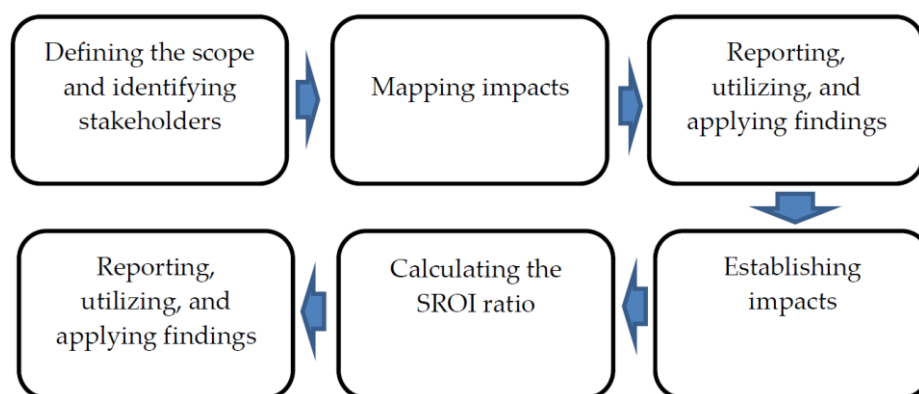 Defining the scope
and identifying
stakeholders
Mapping impacts
Reporting,
utilizing, and
applying findings
Establishing
impacts
Calculating the
SROI ratio
Reporting,
utilizing, and
applying findings